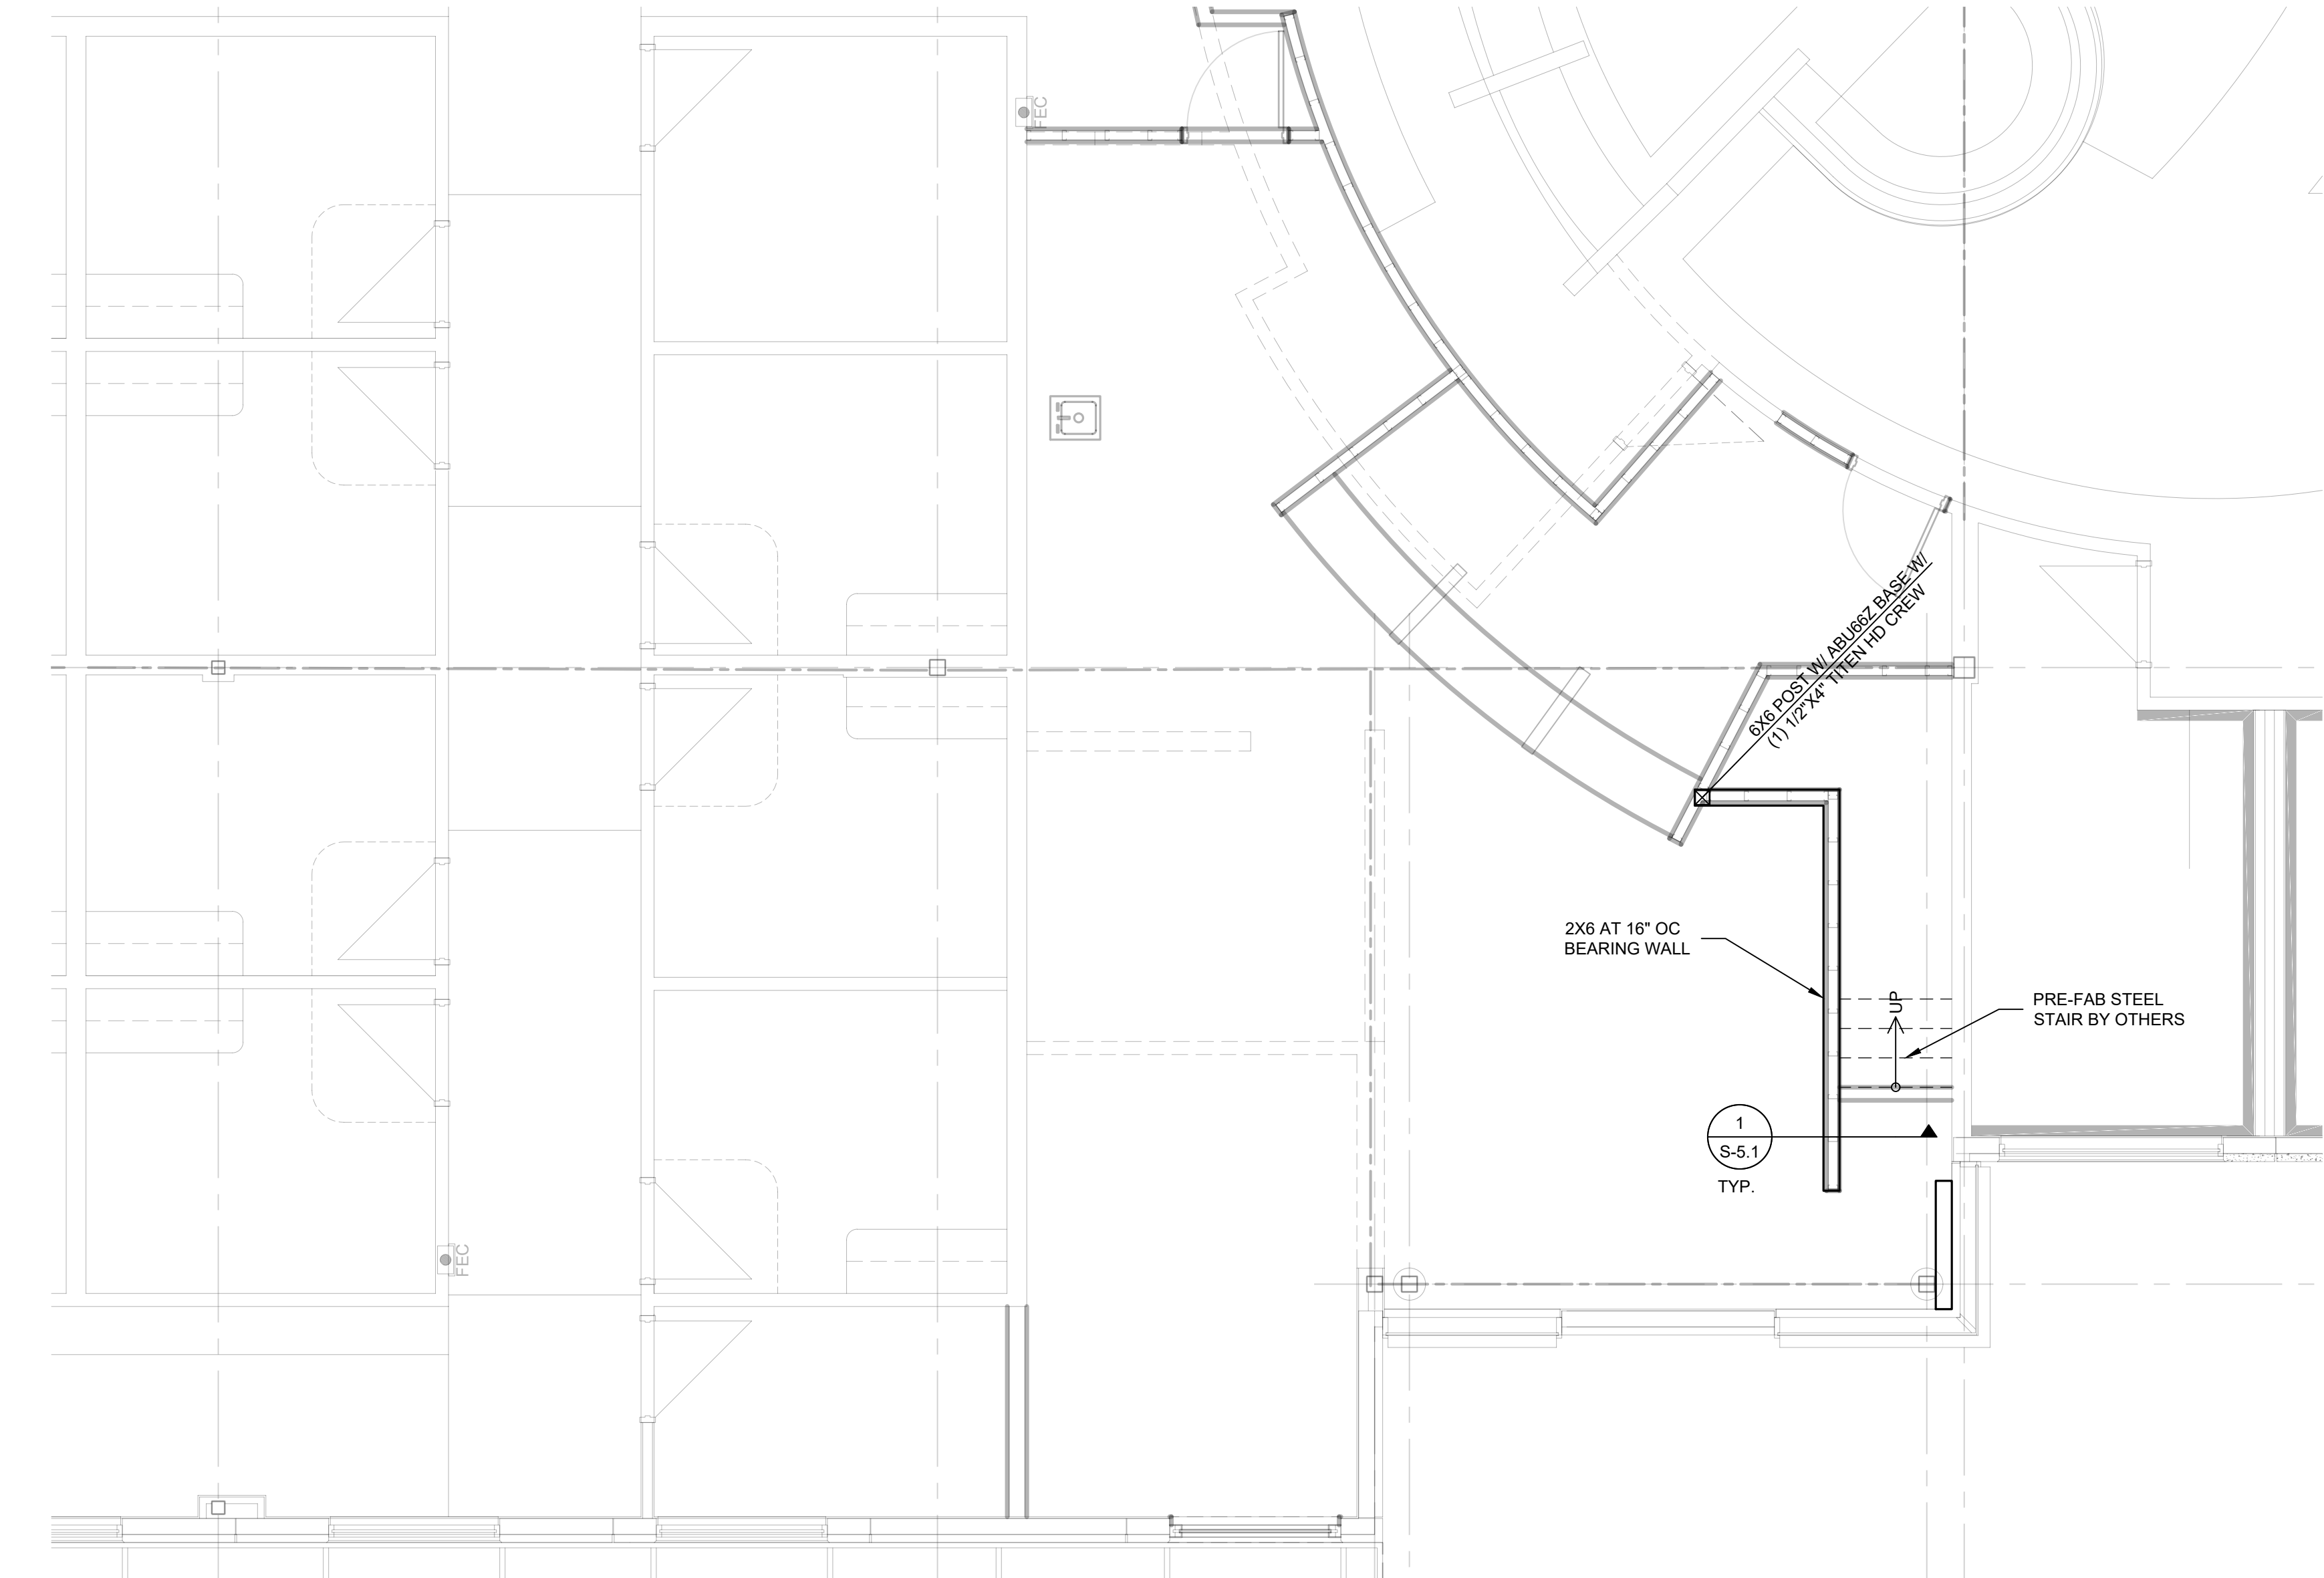 FEC
6X6 POST W/ ABU66Z BASE W/
(1) 1/2"X4" TITEN HD CREW
2X6 AT 16" OC
BEARING WALL
UP
PRE-FAB STEEL
STAIR BY OTHERS
1
S-5.1
TYP.
FEC